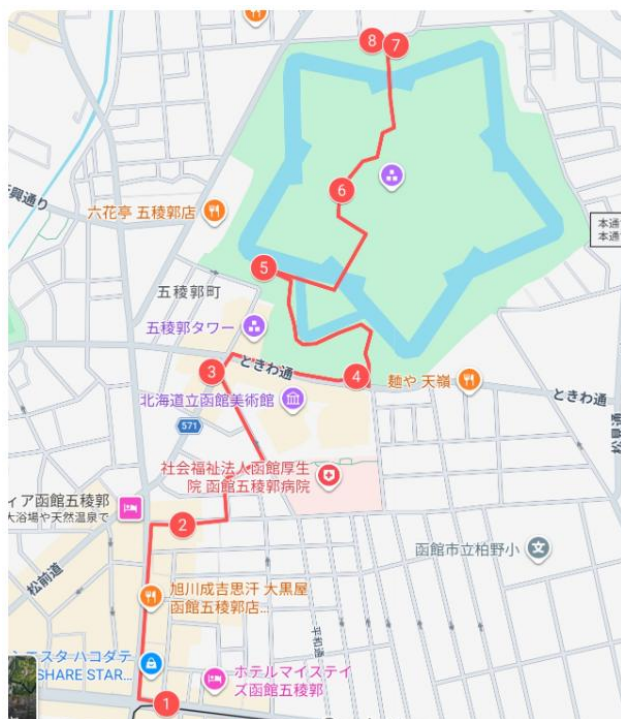 8
7
6
興通り
六花亭 五稜郭店
本通
本通
5
五稜郭町
五稜郭タワー
3
ときわ通
4
麺や 天嶺
ときわ通
北海道立函館美術館
571
社会福祉法人函館厚生
院 函館五稜郭病院
ィア函館五稜郭
大浴場や天然温泉で
2
函館市立柏野小
松前道
旭川成吉思汗 大黒屋
函館五稜郭店...
平和通
シエスタ ハコダテ
SHARE STAR...
ホテルマイステイ
ズ函館五稜郭
1